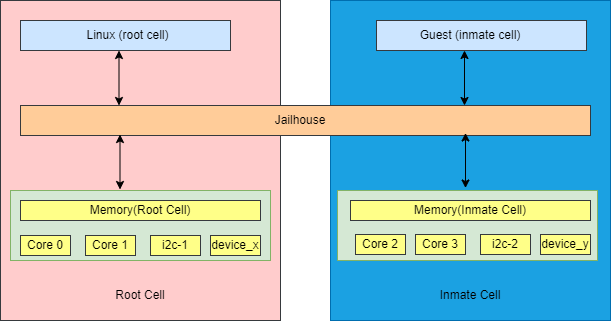 Linux (root cell)
Guest (inmate cell)
Jailhouse
Memory(Root Cell)
Memory(Inmate Cell)
Core 0
Core 1
i2c-1
device_x
Core 2
Core 3
i2c-2
device_y
Root Cell
Inmate Cell